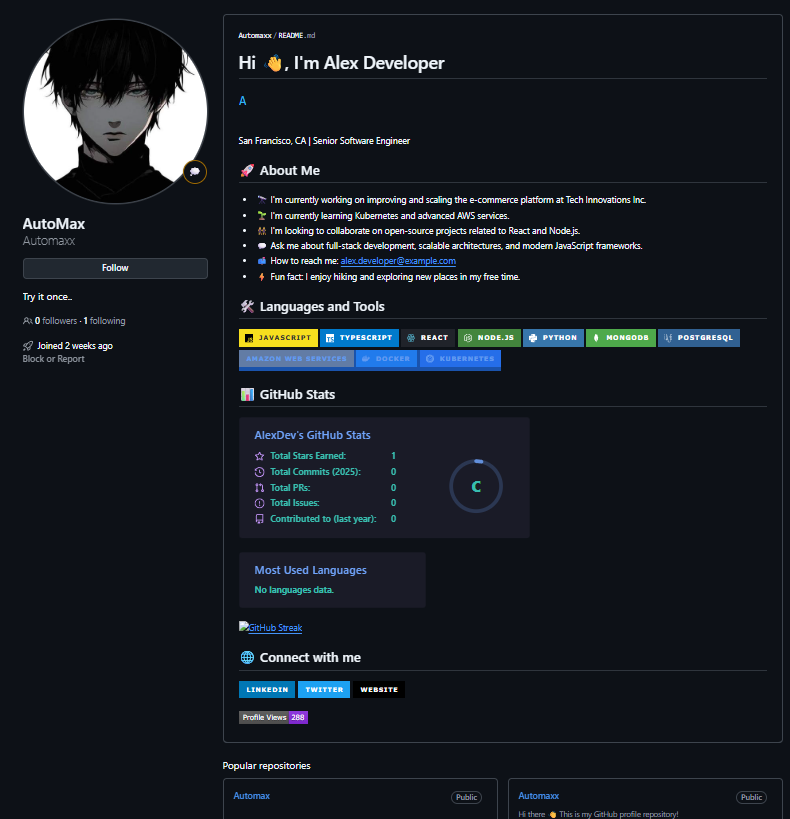 AutoMax
Automaxx
Follow
Try it once..
0 followers · 1 following
Joined 2 weeks ago
Block or Report
Automaxx / README.md
Hi 👋, I'm Alex Developer
A
San Francisco, CA | Senior Software Engineer
🚀 About Me
• 🔭 I'm currently working on improving and scaling the e-commerce platform at Tech Innovations Inc.
• 🌱 I'm currently learning Kubernetes and advanced AWS services.
• 👯 I'm looking to collaborate on open-source projects related to React and Node.js.
• 💬 Ask me about full-stack development, scalable architectures, and modern JavaScript frameworks.
• 📫 How to reach me: alex.developer@example.com
• ⚡ Fun fact: I enjoy hiking and exploring new places in my free time.
🛠 Languages and Tools
JAVASCRIPT TYPESCRIPT REACT NODE.JS PYTHON MONGODB POSTGRESQL
AMAZON WEB SERVICES DOCKER KUBERNETES
📊 GitHub Stats
AlexDev's GitHub Stats
Total Stars Earned: 1
Total Commits (2025): 0
Total PRs: 0
Total Issues: 0
Contributed to (last year): 0
C
Most Used Languages
No languages data.
GitHub Streak
🌐 Connect with me
LINKEDIN TWITTER WEBSITE
Profile Views 288
Popular repositories
Automax Public
Automaxx Public
Hi there 👋 This is my GitHub profile repository!